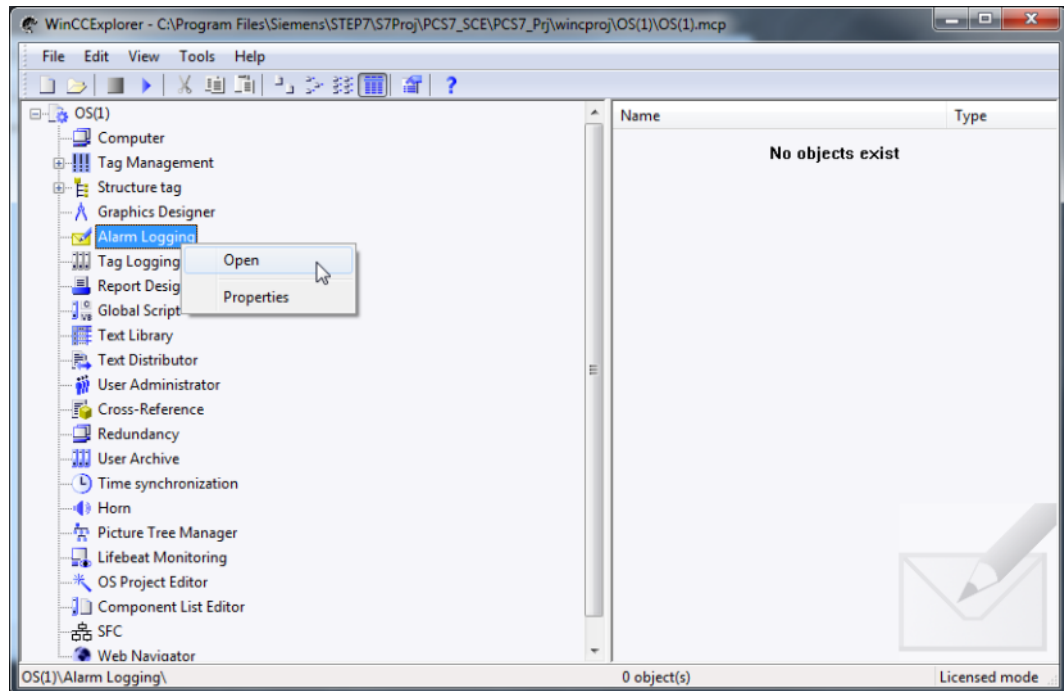 WinCCExplorer - C:\Program Files\Siemens\STEP7\S7Proj\PCS7_SCE\PCS7_Prj\wincproj\OS(1)\OS(1).mcp
File Edit View Tools Help
OS(1)
Computer
Tag Management
Structure tag
Graphics Designer
Alarm Logging
Tag Logging
Report Desig
Global Script
Text Library
Text Distributor
User Administrator
Cross-Reference
Redundancy
User Archive
Time synchronization
Horn
Picture Tree Manager
Lifebeat Monitoring
OS Project Editor
Component List Editor
SFC
Web Navigator
Open
Properties
Name Type
No objects exist
OS(1)\Alarm Logging\ 0 object(s) Licensed mode